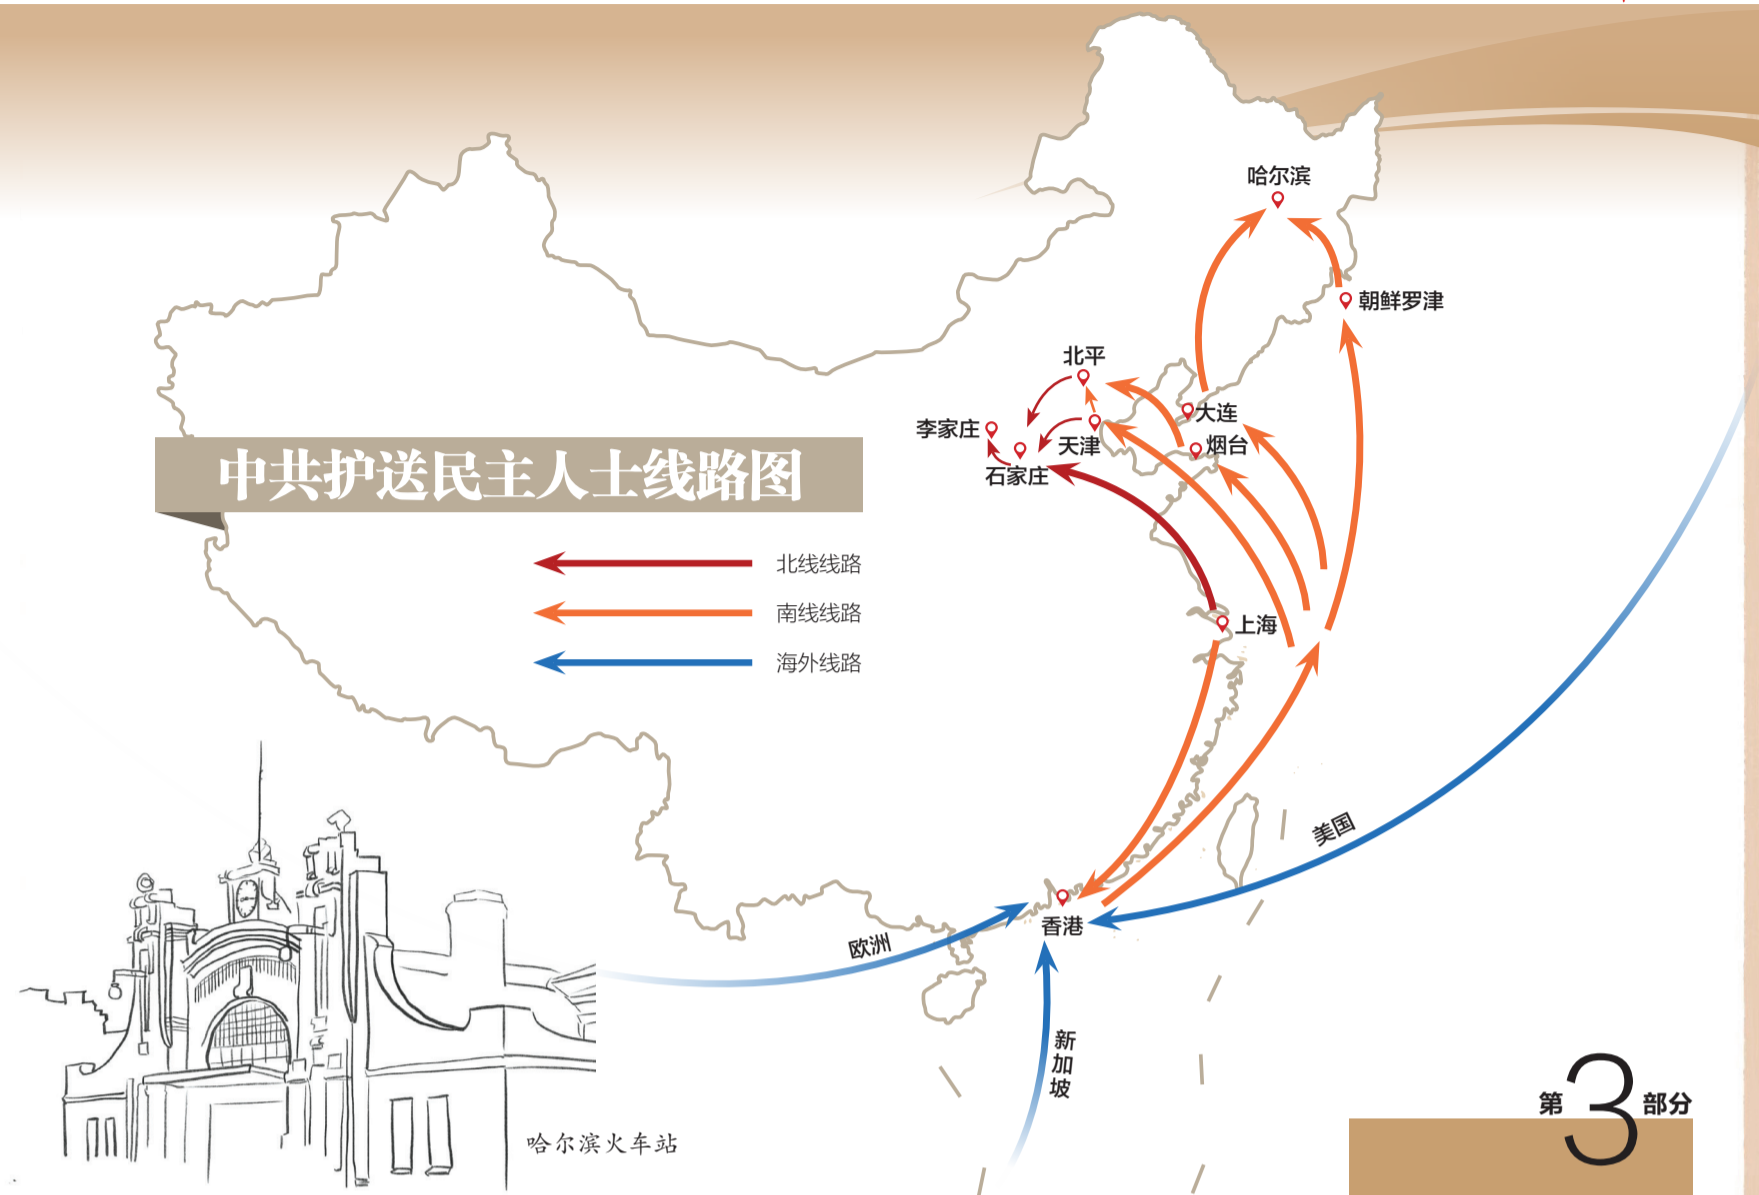 哈尔滨
朝鲜罗津
北平
大连
李家庄
天津
烟台
石家庄
中共护送民主人士线路图
北线线路
南线线路
海外线路
上海
美国
香港
欧洲
新加坡
哈尔滨火车站
第3部分